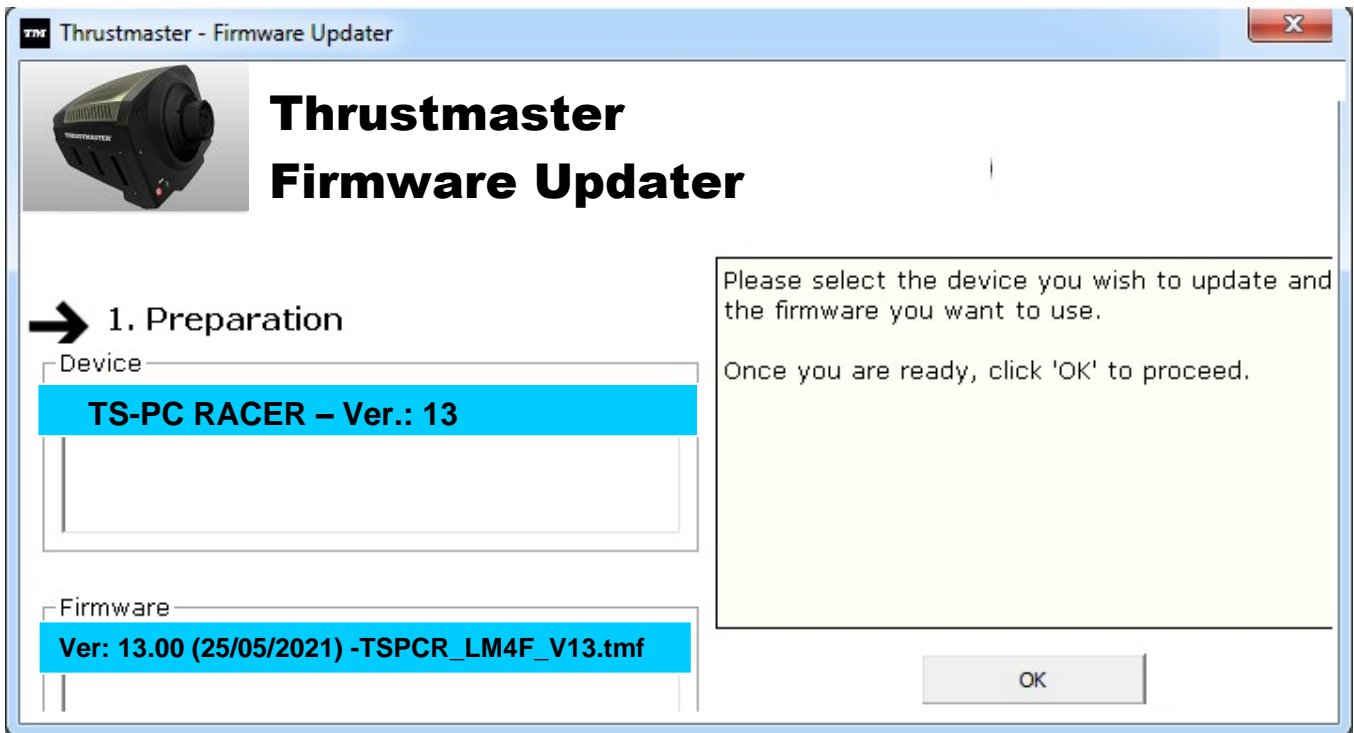 TM Thrustmaster - Firmware Updater
THRUSTMASTER
Thrustmaster
Firmware Updater
1. Preparation
Device
TS-PC RACER – Ver.: 13
Firmware
Ver: 13.00 (25/05/2021) -TSPCR_LM4F_V13.tmf
Please select the device you wish to update and
the firmware you want to use.
Once you are ready, click 'OK' to proceed.
OK